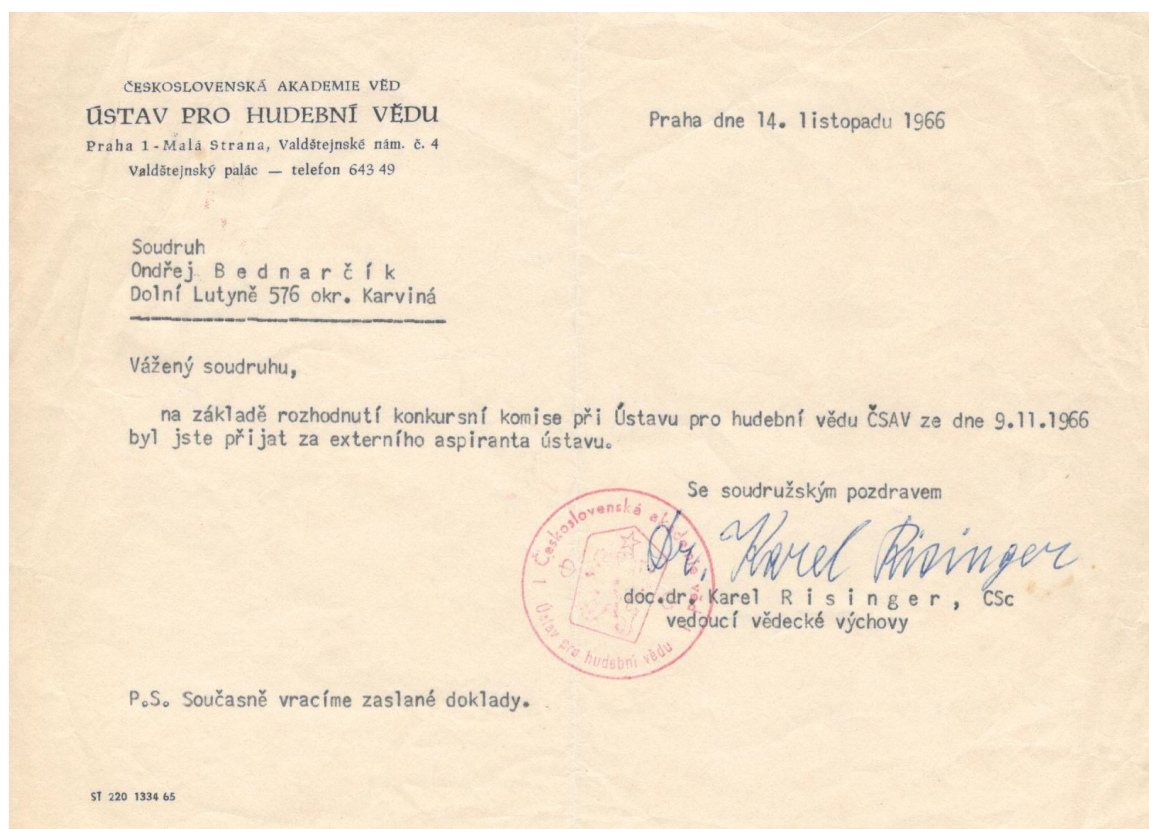 ČESKOSLOVENSKÁ AKADEMIE VĚD
ÚSTAV PRO HUDEBNÍ VĚDU
Praha 1 - Malá Strana, Valdštejnské nám. č. 4
Valdštejnský palác — telefon 643 49
Praha dne 14. listopadu 1966
Soudruh
Ondřej B e d n a r č í k
Dolní Lutyně 576 okr. Karviná
Vážený soudruhu,
na základě rozhodnutí konkursní komise při Ústavu pro hudební vědu ČSAV ze dne 9.11.1966
byl jste přijat za externího aspiranta ústavu.
Se soudružským pozdravem
Dr. Karel Risinger
doc.dr. Karel R i s i n g e r , CSc
vedoucí vědecké výchovy
1 Československá akademie věd
Ústav pro hudební vědu
P.S. Současně vracíme zaslané doklady.
ST 220 1334 65